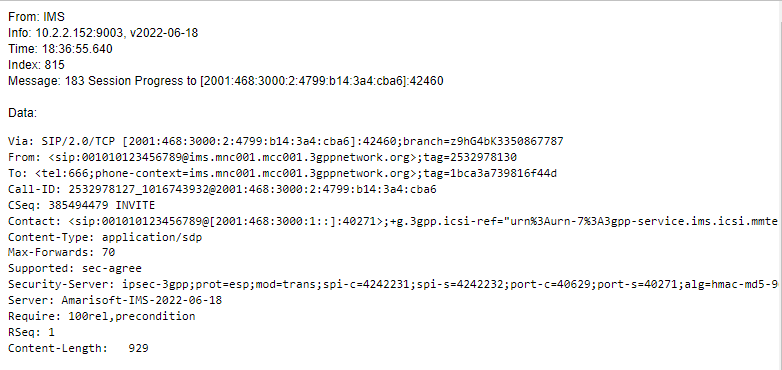 From: IMS
Info: 10.2.2.152:9003, v2022-06-18
Time: 18:36:55.640
Index: 815
Message: 183 Session Progress to [2001:468:3000:2:4799:b14:3a4:cba6]:42460
Data:
Via: SIP/2.0/TCP [2001:468:3000:2:4799:b14:3a4:cba6]:42460;branch=z9hG4bK3350867787
From: <sip:001010123456789@ims.mnc001.mcc001.3gppnetwork.org>;tag=2532978130
To: <tel:666;phone-context=ims.mnc001.mcc001.3gppnetwork.org>;tag=1bca3a739816f44d
Call-ID: 2532978127_1016743932@2001:468:3000:2:4799:b14:3a4:cba6
CSeq: 385494479 INVITE
Contact: <sip:001010123456789@[2001:468:3000:1::]:40271>;+g.3gpp.icsi-ref="urn%3Aurn-7%3A3gpp-service.ims.icsi.mmte
Content-Type: application/sdp
Max-Forwards: 70
Supported: sec-agree
Security-Server: ipsec-3gpp;prot=esp;mod=trans;spi-c=4242231;spi-s=4242232;port-c=40629;port-s=40271;alg=hmac-md5-9
Server: Amarisoft-IMS-2022-06-18
Require: 100rel,precondition
RSeq: 1
Content-Length:   929